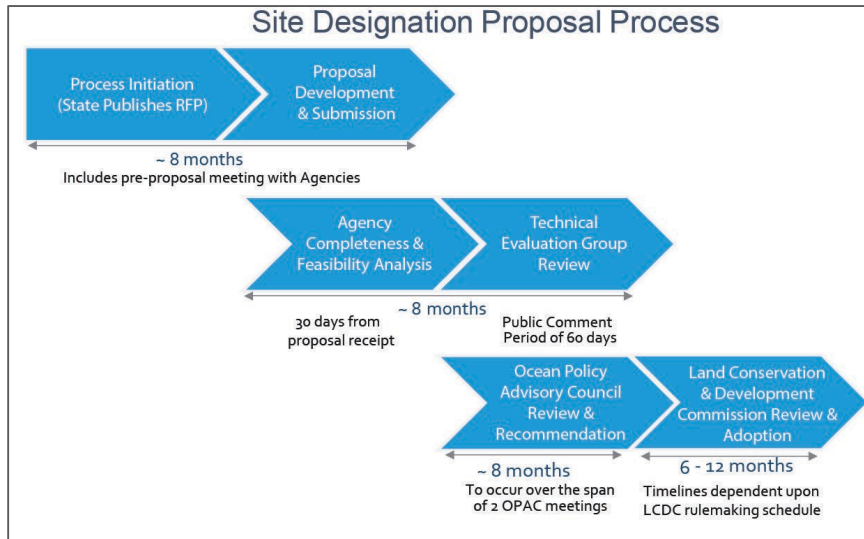 Site Designation Proposal Process
Process Initiation
(State Publishes RFP)
Proposal
Development
& Submission
~ 8 months
Includes pre-proposal meeting with Agencies
Agency
Completeness &
Feasibility Analysis
Technical
Evaluation Group
Review
~ 8 months
30 days from
proposal receipt
Public Comment
Period of 60 days
Ocean Policy
Advisory Council
Review &
Recommendation
Land Conservation
& Development
Commission Review &
Adoption
~ 8 months
To occur over the span
of 2 OPAC meetings
6 - 12 months
Timelines dependent upon
LCDC rulemaking schedule